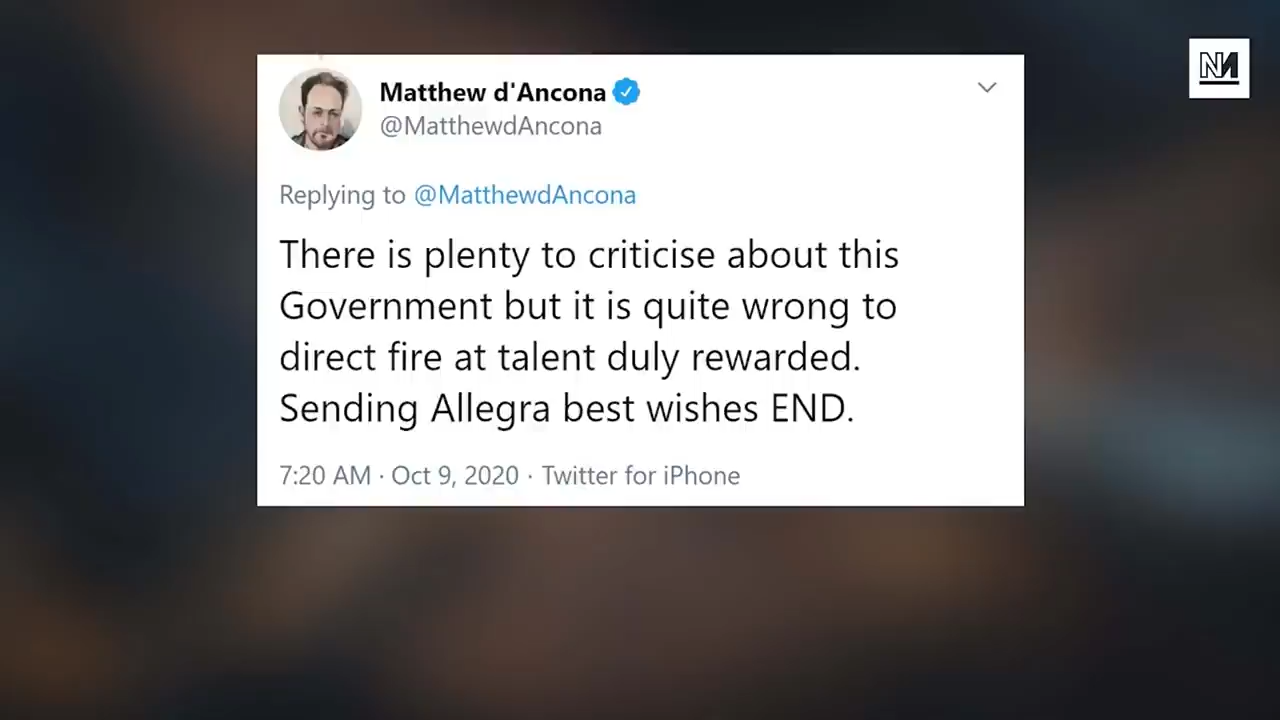 Matthew d'Ancona
@MatthewdAncona
Replying to @MatthewdAncona
There is plenty to criticise about this
Government but it is quite wrong to
direct fire at talent duly rewarded.
Sending Allegra best wishes END.
7:20 AM · Oct 9, 2020 · Twitter for iPhone
NM